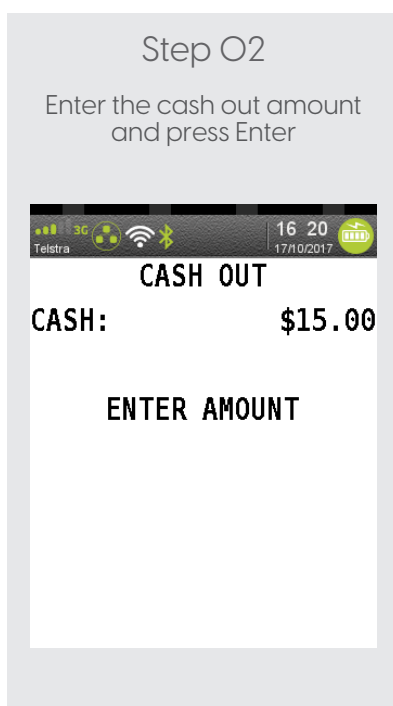 Step 02
Enter the cash out amount
and press Enter
3G 16 20
Telstra 17/10/2017
CASH OUT
CASH: $15.00
ENTER AMOUNT